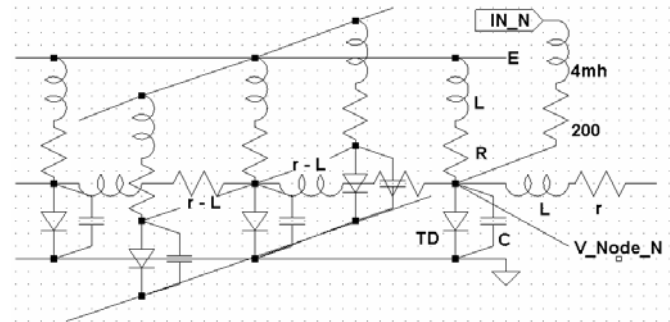 IN_N
E
4mh
L
200
R
r - L
r - L
L
r
TD
C
V_Node_N